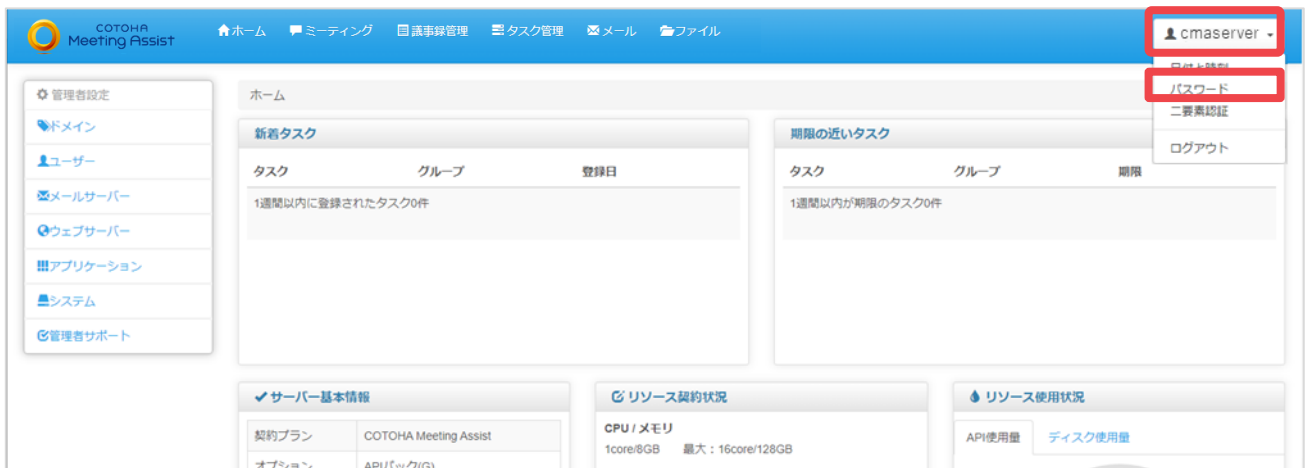 COTOHA
Meeting Assist
ホーム ミーティング 議事録管理 タスク管理 メール ファイル
cmaserver
日付と時刻
パスワード
二要素認証
ログアウト
管理者設定
ドメイン
ユーザー
メールサーバー
ウェブサーバー
アプリケーション
システム
管理者サポート
ホーム
新着タスク
タスク グループ 登録日
1週間以内に登録されたタスク0件
期限の近いタスク
タスク グループ 期限
1週間以内が期限のタスク0件
サーバー基本情報
契約プラン COTOHA Meeting Assist
オプション APIパック(G)
リソース契約状況
CPU / メモリ
1core/8GB 最大：16core/128GB
リソース使用状況
API使用量 ディスク使用量